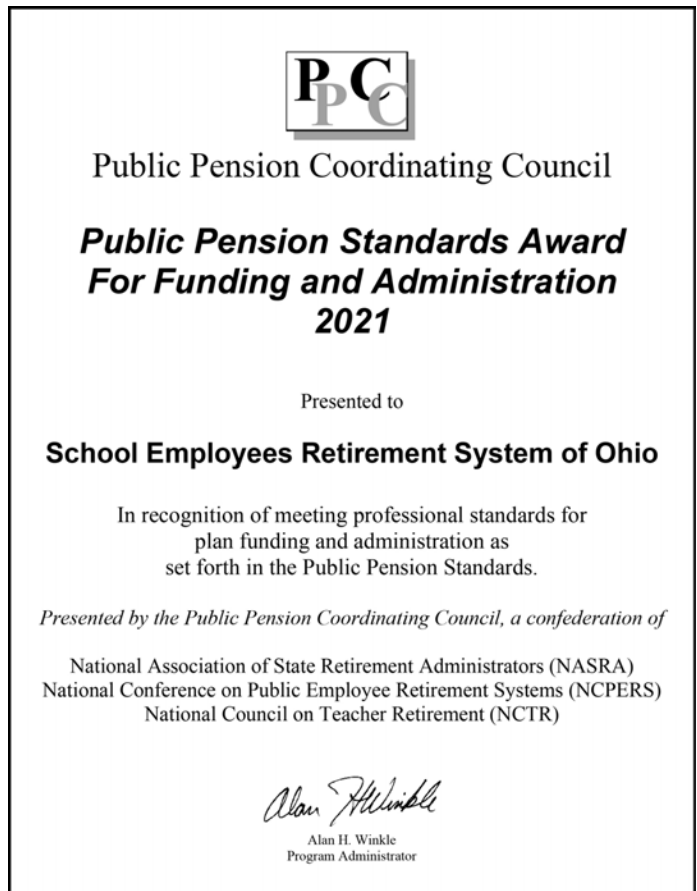 PPCC
Public Pension Coordinating Council
Public Pension Standards Award
For Funding and Administration
2021
Presented to
School Employees Retirement System of Ohio
In recognition of meeting professional standards for
plan funding and administration as
set forth in the Public Pension Standards.
Presented by the Public Pension Coordinating Council, a confederation of
National Association of State Retirement Administrators (NASRA)
National Conference on Public Employee Retirement Systems (NCPERS)
National Council on Teacher Retirement (NCTR)
Alan H Winkle
Alan H. Winkle
Program Administrator